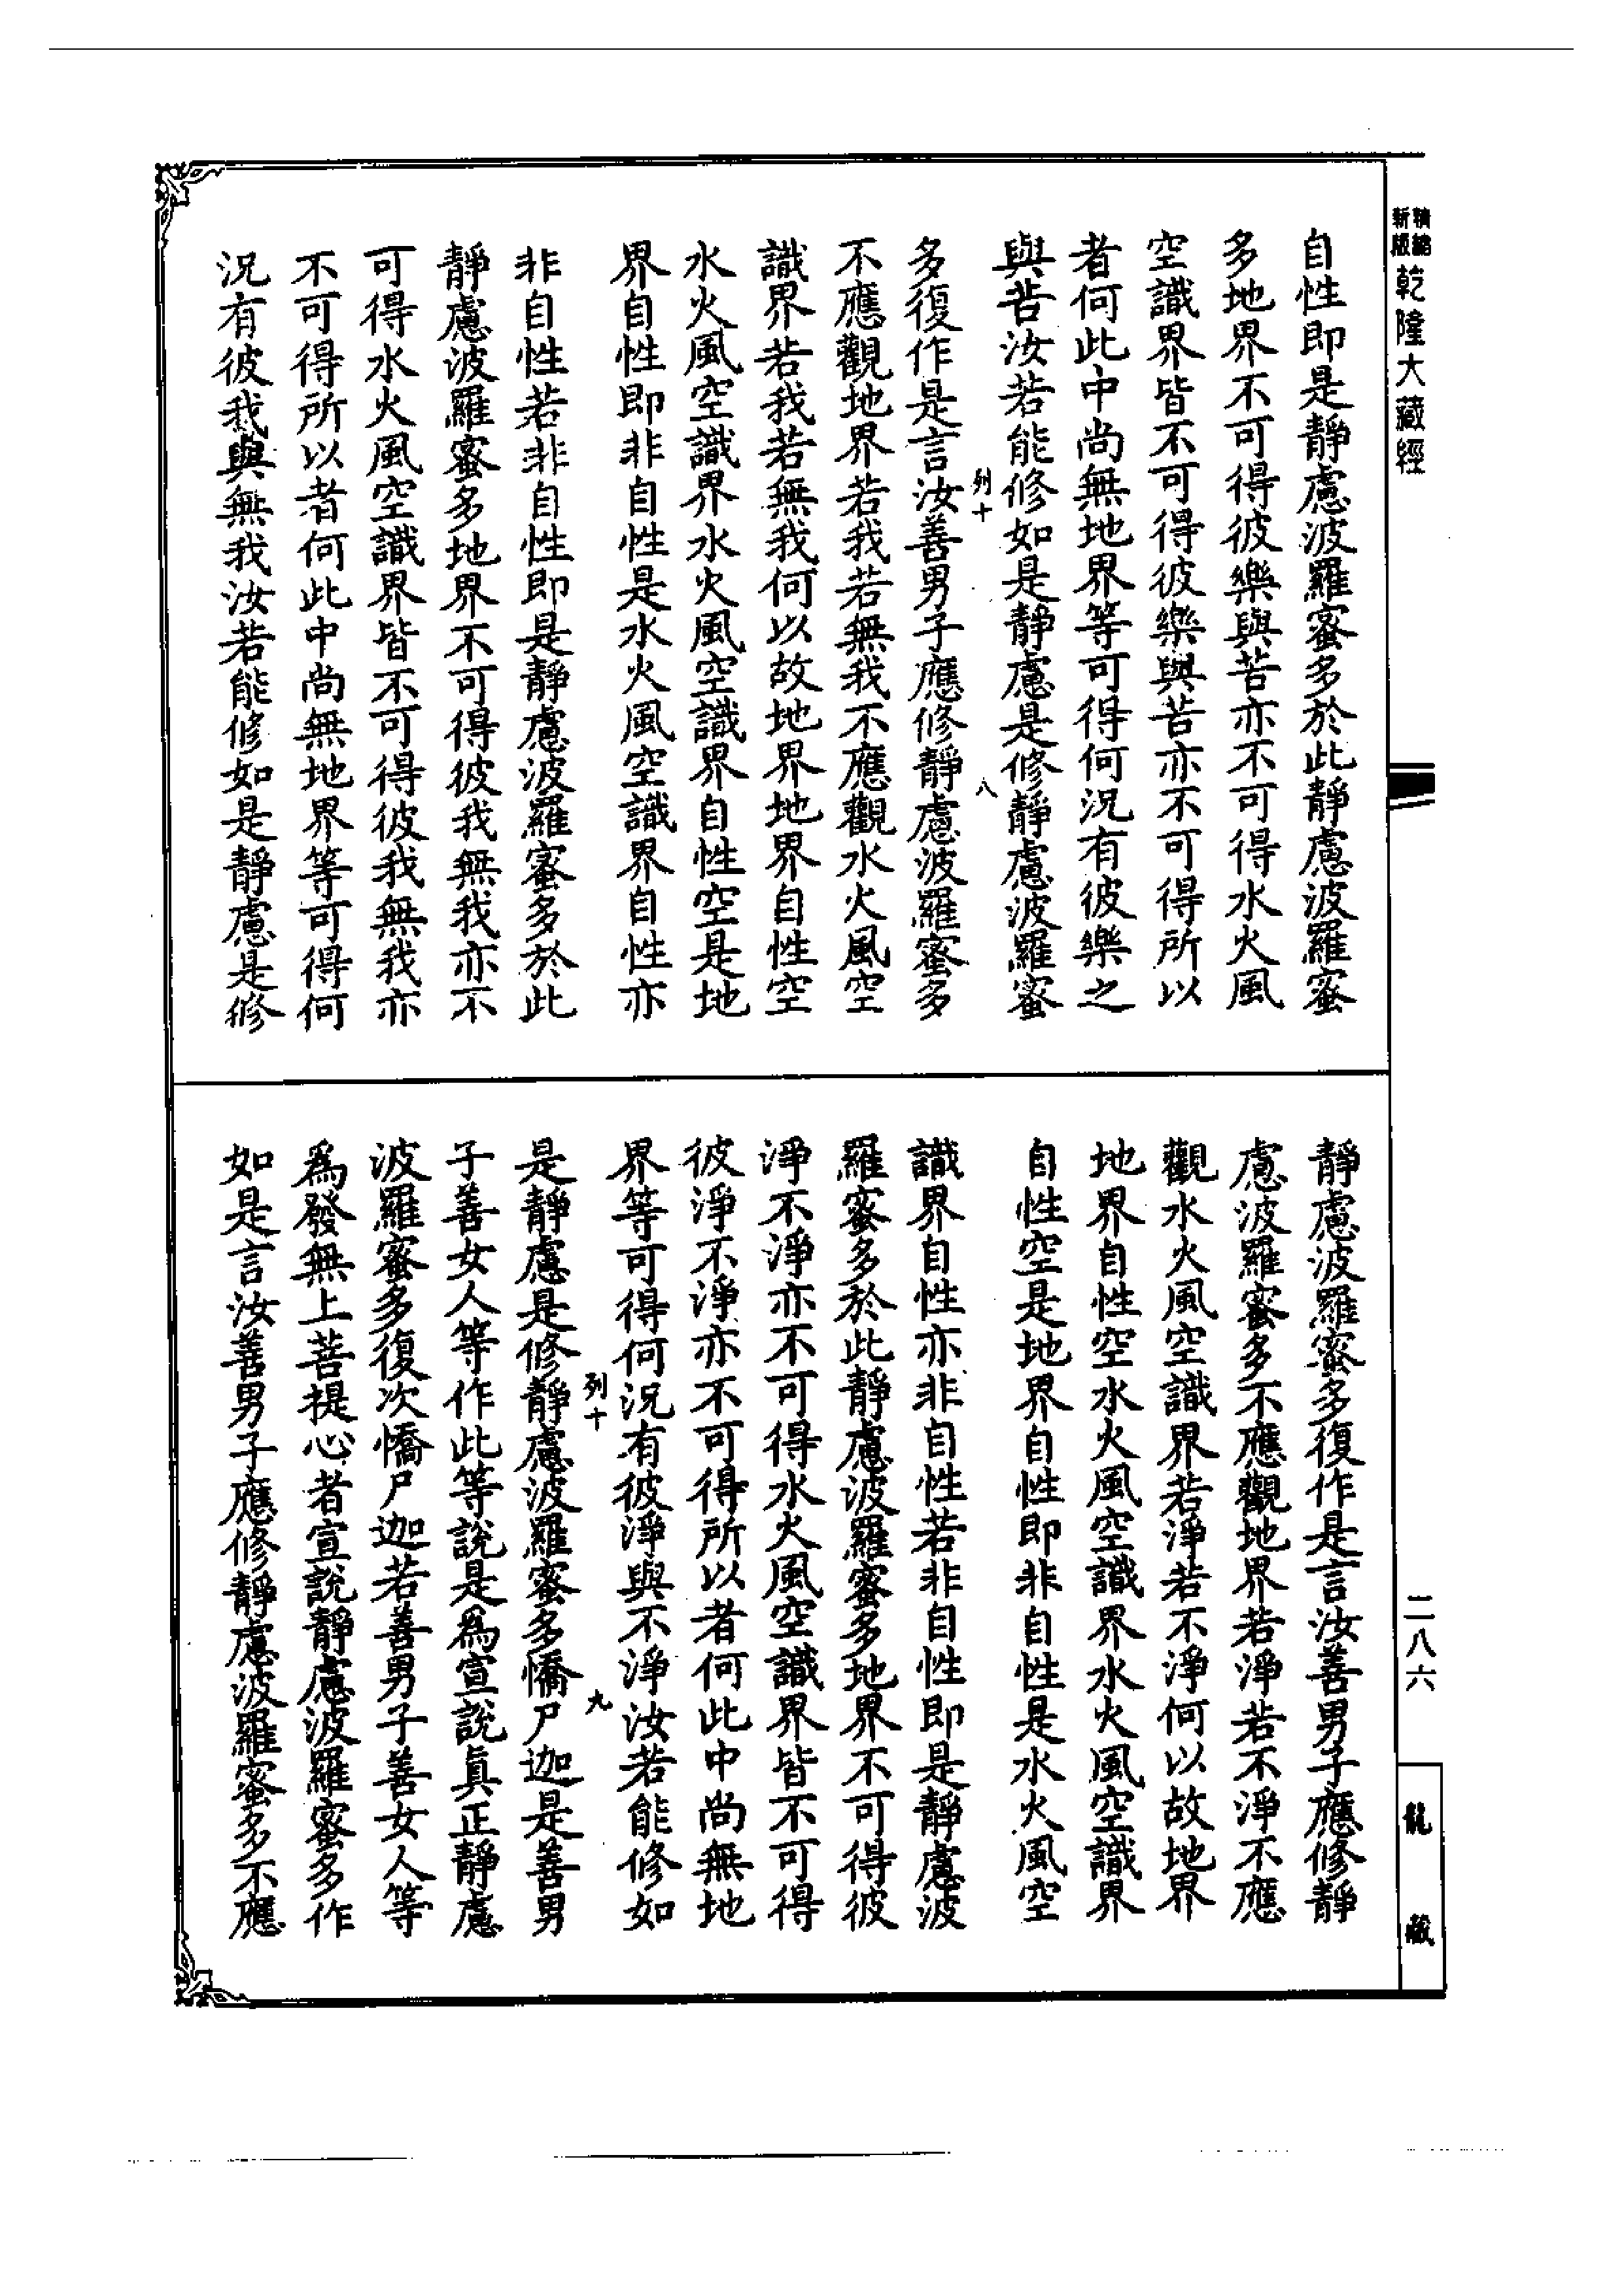 新版精縮乾隆大藏經
自性即是靜慮波羅蜜多於此靜慮波羅蜜
多地界不可得彼樂與苦亦不可得水火風
空識界皆不可得彼樂與苦亦不可得所以
者何此中尚無地界等可得何況有彼樂之
與苦汝若能修如是靜慮是修靜慮波羅蜜
列十 八
多復作是言汝善男子應修靜慮波羅蜜多
不應觀地界若我若無我不應觀水火風空
識界若我若無我何以故地界地界自性空
水火風空識界水火風空識界自性空是地
界自性即非自性是水火風空識界自性亦
非自性若非自性即是靜慮波羅蜜多於此
靜慮波羅蜜多地界不可得彼我無我亦不
可得水火風空識界皆不可得彼我無我亦
不可得所以者何此中尚無地界等可得何
況有彼我與無我汝若能修如是靜慮是修
靜慮波羅蜜多復作是言汝善男子應修靜
慮波羅蜜多不應觀地界若淨若不淨不應
觀水火風空識界若淨若不淨何以故地界
地界自性空水火風空識界水火風空識界
自性空是地界自性即非自性是水火風空
識界自性亦非自性若非自性即是靜慮波
羅蜜多於此靜慮波羅蜜多地界不可得彼
淨不淨亦不可得水火風空識界皆不可得
彼淨不淨亦不可得所以者何此中尚無地
界等可得何況有彼淨與不淨汝若能修如
列十 九
是靜慮是修靜慮波羅蜜多憍尸迦是善男
子善女人等作此等說是為宣說真正靜慮
波羅蜜多復次憍尸迦若善男子善女人等
為發無上菩提心者宣說靜慮波羅蜜多作
如是言汝善男子應修靜慮波羅蜜多不應
二八六
龍藏